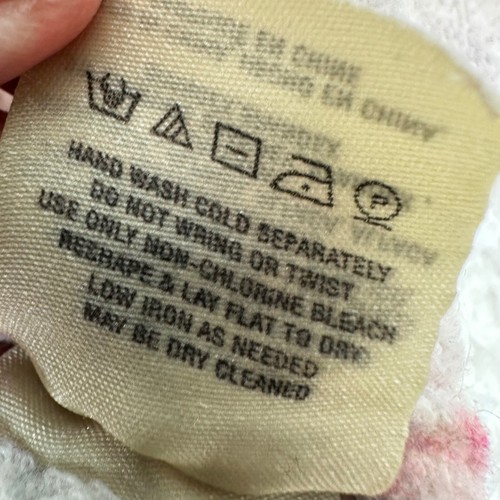 P
HAND WASH COLD SEPARATELY
DO NOT WRING OR TWIST
USE ONLY NON-CHLORINE BLEACH
RESHAPE & LAY FLAT TO DRY
LOW IRON AS NEEDED
MAY BE DRY CLEANED